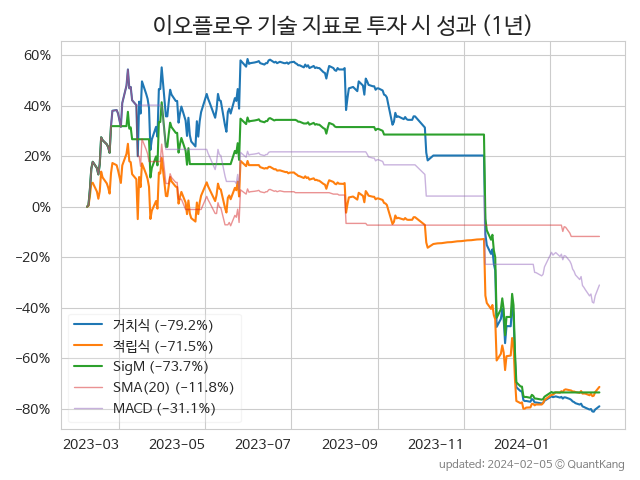 이오플로우 기술 지표로 투자 시 성과 (1년)
60%
40%
20%
0%
−20%
−40%
−60%
−80%
거치식 (−79.2%)
적립식 (−71.5%)
SigM (−73.7%)
SMA(20) (−11.8%)
MACD (−31.1%)
2023−03 2023−05 2023−07 2023−09 2023−11 2024−01
updated: 2024−02−05 © QuantKang